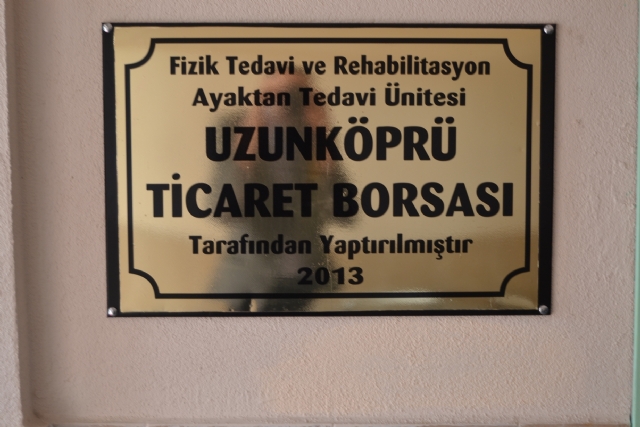 Fizik Tedavi ve Rehabilitasyon
Ayaktan Tedavi Ünitesi
UZUNKÖPRÜ
TİCARET BORSASI
Tarafından Yaptırılmıştır
2013